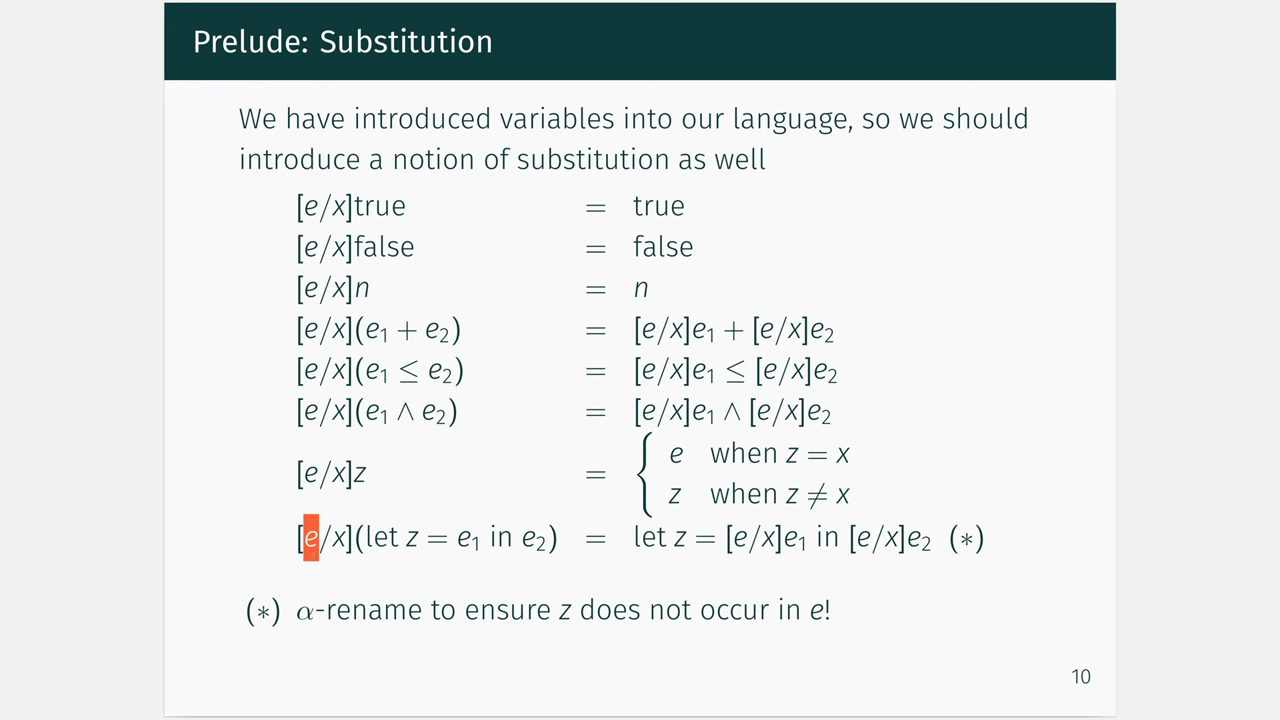 Prelude: Substitution
We have introduced variables into our language, so we should
introduce a notion of substitution as well
[e/x]true = true
[e/x]false = false
[e/x]n = n
[e/x](e₁ + e₂) = [e/x]e₁ + [e/x]e₂
[e/x](e₁ ≤ e₂) = [e/x]e₁ ≤ [e/x]e₂
[e/x](e₁ ∧ e₂) = [e/x]e₁ ∧ [e/x]e₂
[e/x]z = { e when z = x
z when z ≠ x
[e/x](let z = e₁ in e₂) = let z = [e/x]e₁ in [e/x]e₂ (∗)
(∗) α-rename to ensure z does not occur in e!
10